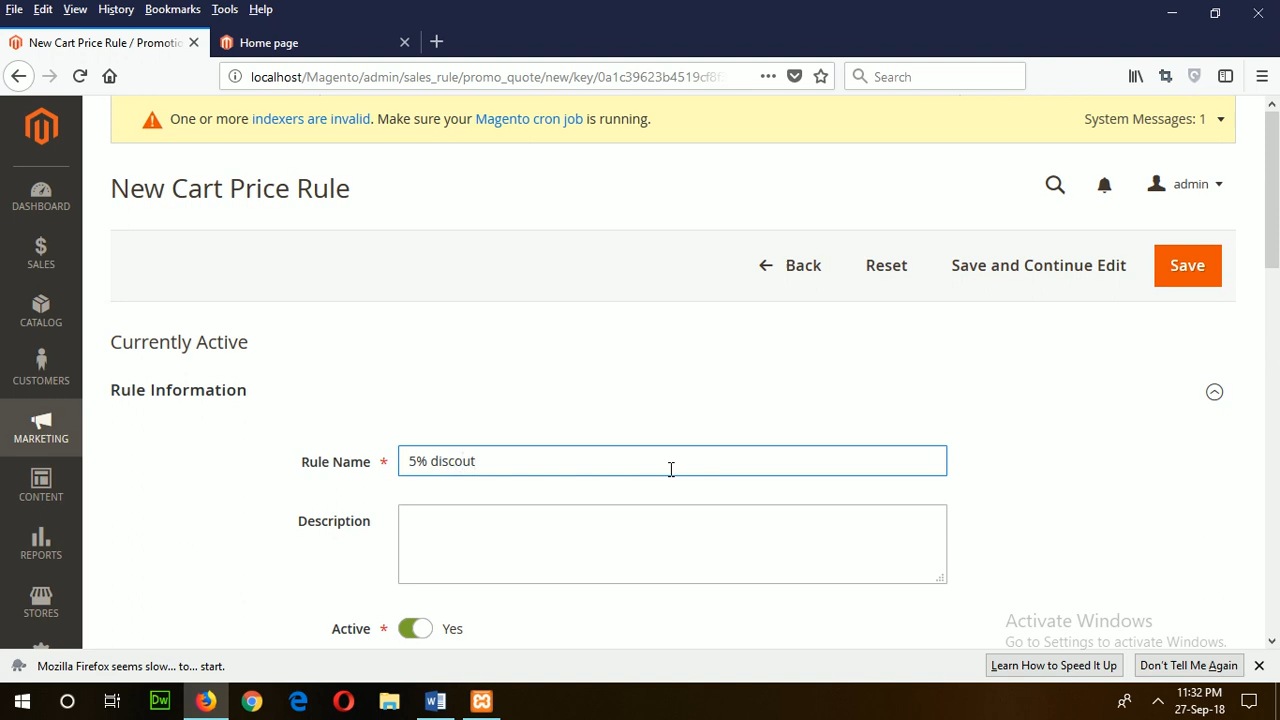 File Edit View History Bookmarks Tools Help
New Cart Price Rule / Promotio
Home page
localhost/Magento/admin/sales_rule/promo_quote/new/key/0a1c39623b4519cf8f
Search
One or more indexers are invalid. Make sure your Magento cron job is running.
System Messages: 1
New Cart Price Rule
admin
DASHBOARD
SALES
CATALOG
CUSTOMERS
MARKETING
CONTENT
REPORTS
STORES
Back
Reset
Save and Continue Edit
Save
Currently Active
Rule Information
Rule Name *
5% discout
Description
Active *
Yes
Activate Windows
Go to Settings to activate Windows.
Mozilla Firefox seems slow... to... start.
Learn How to Speed It Up
Don't Tell Me Again
Dw
11:32 PM
27-Sep-18